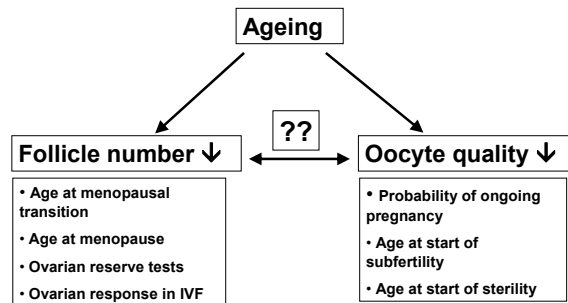 Ageing
??
Follicle number ↓
Oocyte quality ↓
• Age at menopausal
transition
• Age at menopause
• Ovarian reserve tests
• Ovarian response in IVF
• Probability of ongoing
pregnancy
• Age at start of
subfertility
• Age at start of sterility